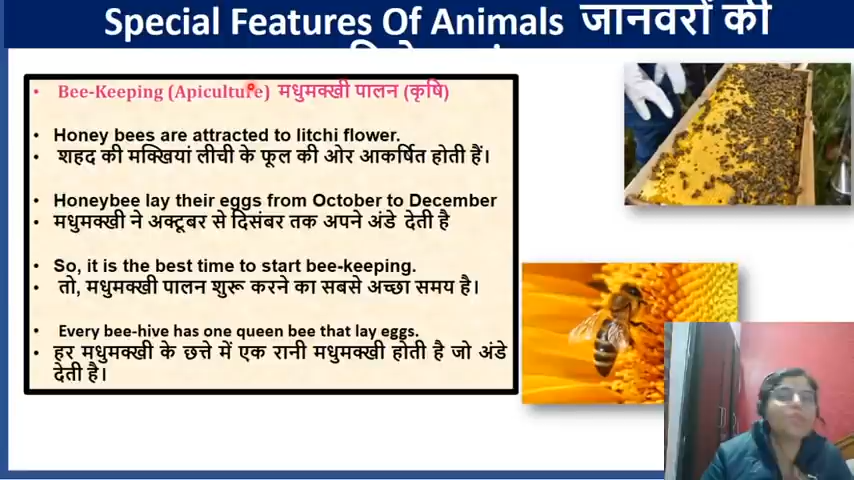 Special Features Of Animals जानवरों की
• Bee-Keeping (Apiculture) मधुमक्खी पालन (कृषि)
• Honey bees are attracted to litchi flower.
• शहद की मक्खियां लीची के फूल की ओर आकर्षित होती हैं।
• Honeybee lay their eggs from October to December
• मधुमक्खी ने अक्टूबर से दिसंबर तक अपने अंडे देती है
• So, it is the best time to start bee-keeping.
• तो, मधुमक्खी पालन शुरू करने का सबसे अच्छा समय है।
• Every bee-hive has one queen bee that lay eggs.
• हर मधुमक्खी के छत्ते में एक रानी मधुमक्खी होती है जो अंडे
देती है।